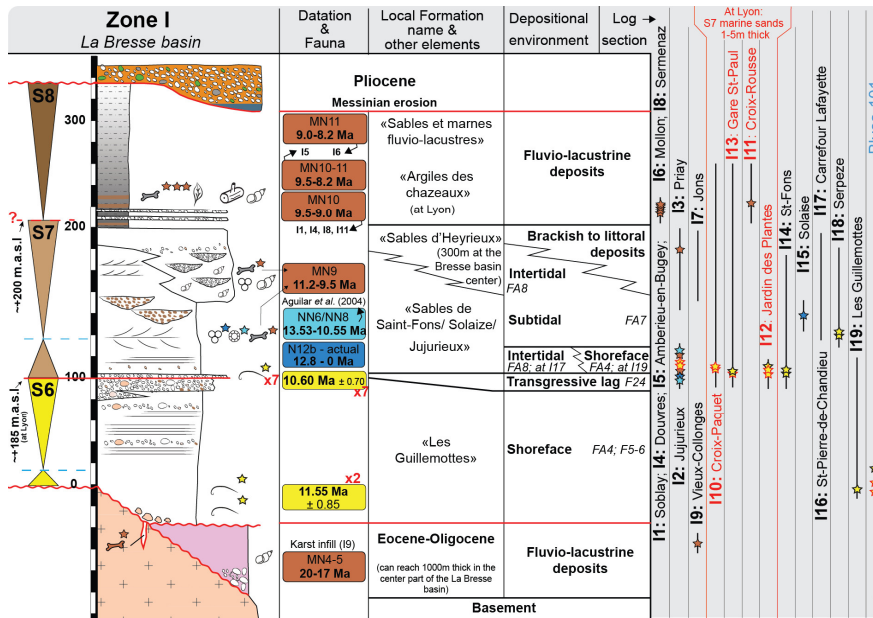 Zone I
La Bresse basin
Datation
&
Fauna
Local Formation
name &
other elements
Depositional
environment
Log →
section
At Lyon:
S7 marine sands
1-5m thick
S8
S7
S6
300
200
100
0
?
~+200 m.a.s.l
~+185 m.a.s.l
(at Lyon)
Pliocene
Messinian erosion
MN11
9.0-8.2 Ma
I5 I6
MN10-11
9.5-8.2 Ma
MN10
9.5-9.0 Ma
I1, I4, I8, I11
MN9
11.2-9.5 Ma
Aguilar et al. (2004)
NN6/NN8
13.53-10.55 Ma
N12b - actual
12.8 - 0 Ma
x7
10.60 Ma ± 0.70
x7
x2
11.55 Ma
± 0.85
Karst infill (I9)
MN4-5
20-17 Ma
«Sables et marnes
fluvio-lacustres»
«Argiles des
chazeaux»
(at Lyon)
«Sables d'Heyrieux»
(300m at the
Bresse basin
center)
«Sables de
Saint-Fons/ Solaize/
Jujurieux»
«Les
Guillemottes»
Eocene-Oligocene
(can reach 1000m thick in the
center part of the La Bresse
basin)
Basement
Fluvio-lacustrine
deposits
Brackish to littoral
deposits
Intertidal
FA8
Subtidal FA7
Intertidal Shoreface
FA8; at I17 FA4; at I19
Transgressive lag F24
Shoreface FA4; F5-6
Fluvio-lacustrine
deposits
I1: Soblay; I4: Douvres; I5: Amberieu-en-Bugey; I6: Mollon; I8: Sermenaz
I2: Jujurieux
I3: Priay
I9: Vieux-Collonges
I7: Jons
I10: Croix-Paquet
I13: Gare St-Paul
I11: Croix-Rousse
I12: Jardin des Plantes
I14: St-Fons
I15: Solaise
I16: St-Pierre-de-Chandieu
I17: Carrefour Lafayette
I18: Serpeze
I19: Les Guillemottes